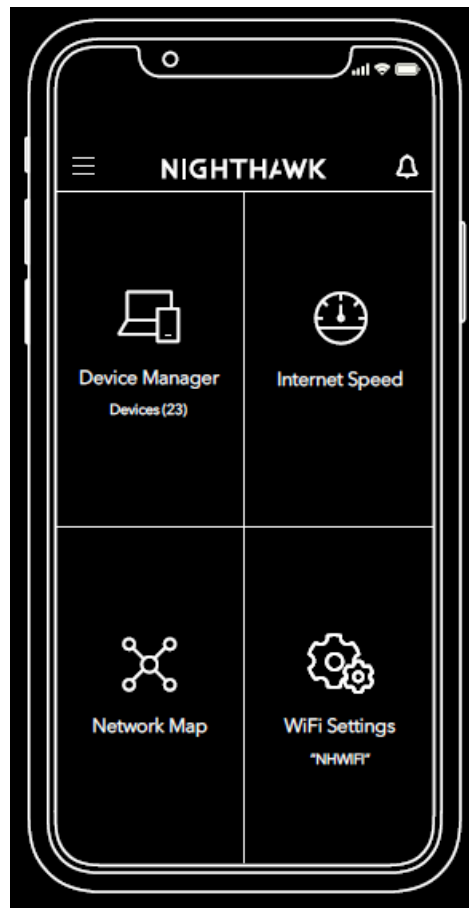 NIGHTHAWK
Device Manager
Devices (23)
Internet Speed
Network Map
WiFi Settings
"NHWIFI"